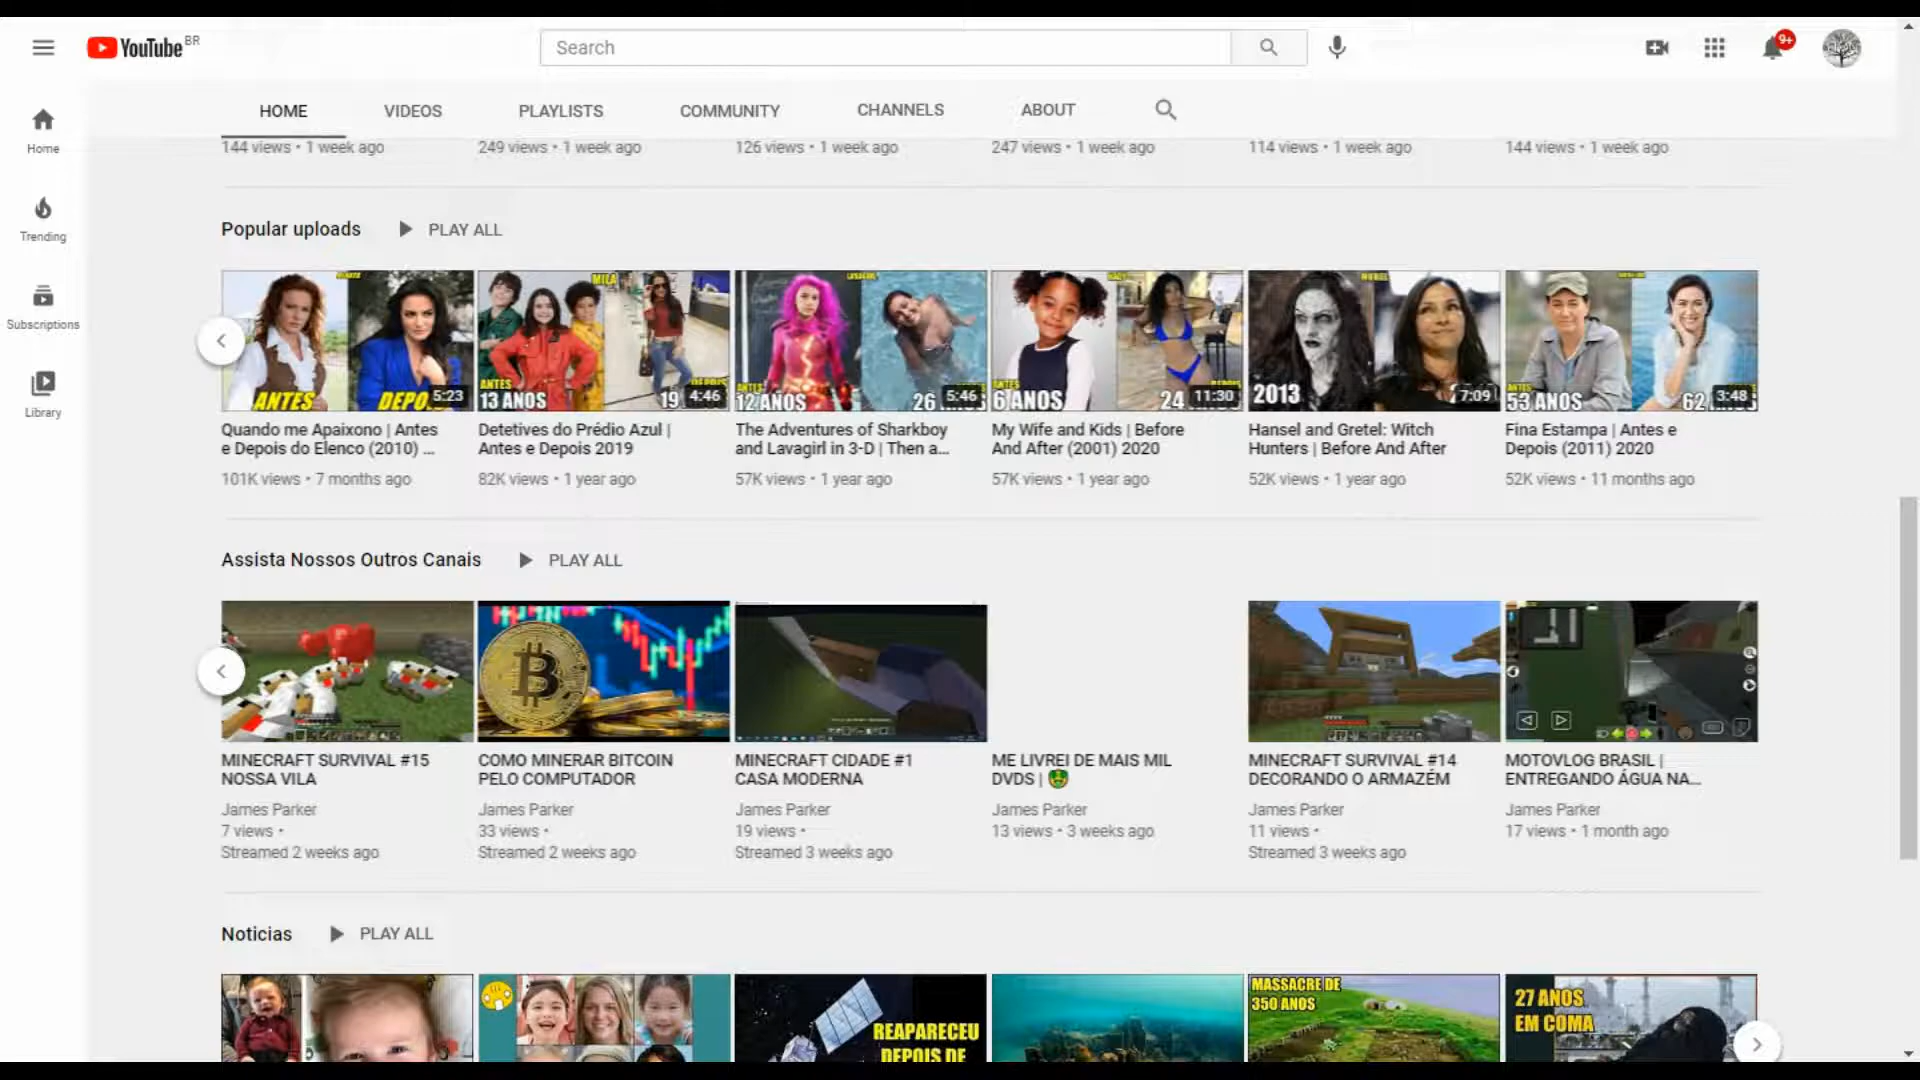 YouTube BR
Search
9+
HOME VIDEOS PLAYLISTS COMMUNITY CHANNELS ABOUT
Home
Trending
Subscriptions
Library
144 views • 1 week ago
249 views • 1 week ago
126 views • 1 week ago
247 views • 1 week ago
114 views • 1 week ago
144 views • 1 week ago
Popular uploads PLAY ALL
ANTES DEPO 5:23
Quando me Apaixono | Antes
e Depois do Elenco (2010) ...
101K views • 7 months ago
MILA
ANTES
13 ANOS 19 4:46
Detetives do Prédio Azul |
Antes e Depois 2019
82K views • 1 year ago
ANTES
12 ANOS 26 5:46
The Adventures of Sharkboy
and Lavagirl in 3-D | Then a...
57K views • 1 year ago
ANTES
6 ANOS 24 11:30
My Wife and Kids | Before
And After (2001) 2020
57K views • 1 year ago
2013 7:09
Hansel and Gretel: Witch
Hunters | Before And After
52K views • 1 year ago
ANTES
53 ANOS 62 3:48
Fina Estampa | Antes e
Depois (2011) 2020
52K views • 11 months ago
Assista Nossos Outros Canais PLAY ALL
MINECRAFT SURVIVAL #15
NOSSA VILA
James Parker
7 views •
Streamed 2 weeks ago
COMO MINERAR BITCOIN
PELO COMPUTADOR
James Parker
33 views •
Streamed 2 weeks ago
MINECRAFT CIDADE #1
CASA MODERNA
James Parker
19 views •
Streamed 3 weeks ago
ME LIVREI DE MAIS MIL
DVDS |
James Parker
13 views • 3 weeks ago
MINECRAFT SURVIVAL #14
DECORANDO O ARMAZÉM
James Parker
11 views •
Streamed 3 weeks ago
MOTOVLOG BRASIL |
ENTREGANDO ÁGUA NA...
James Parker
17 views • 1 month ago
Noticias PLAY ALL
REAPARECEU
DEPOIS DE
MASSACRE DE
350 ANOS
27 ANOS
EM COMA